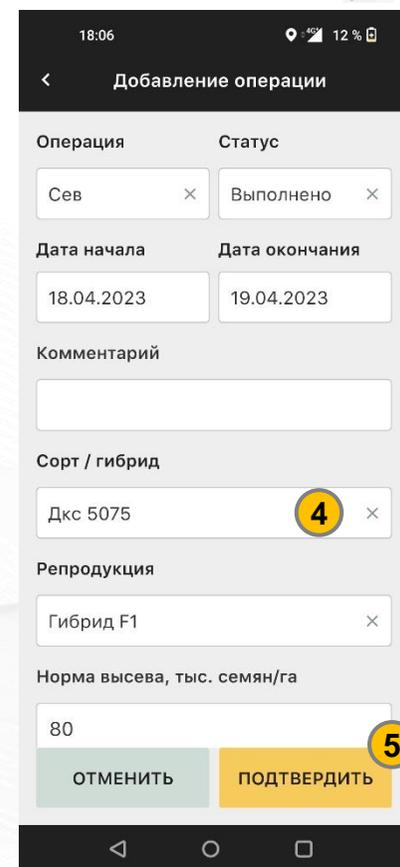 18:06 4G+ 12 %
Добавление операции
Операция Статус
Сев Выполнено
Дата начала Дата окончания
18.04.2023 19.04.2023
Комментарий
Сорт / гибрид
Дкс 5075 4
Репродукция
Гибрид F1
Норма высева, тыс. семян/га
80
5
ОТМЕНИТЬ ПОДТВЕРДИТЬ